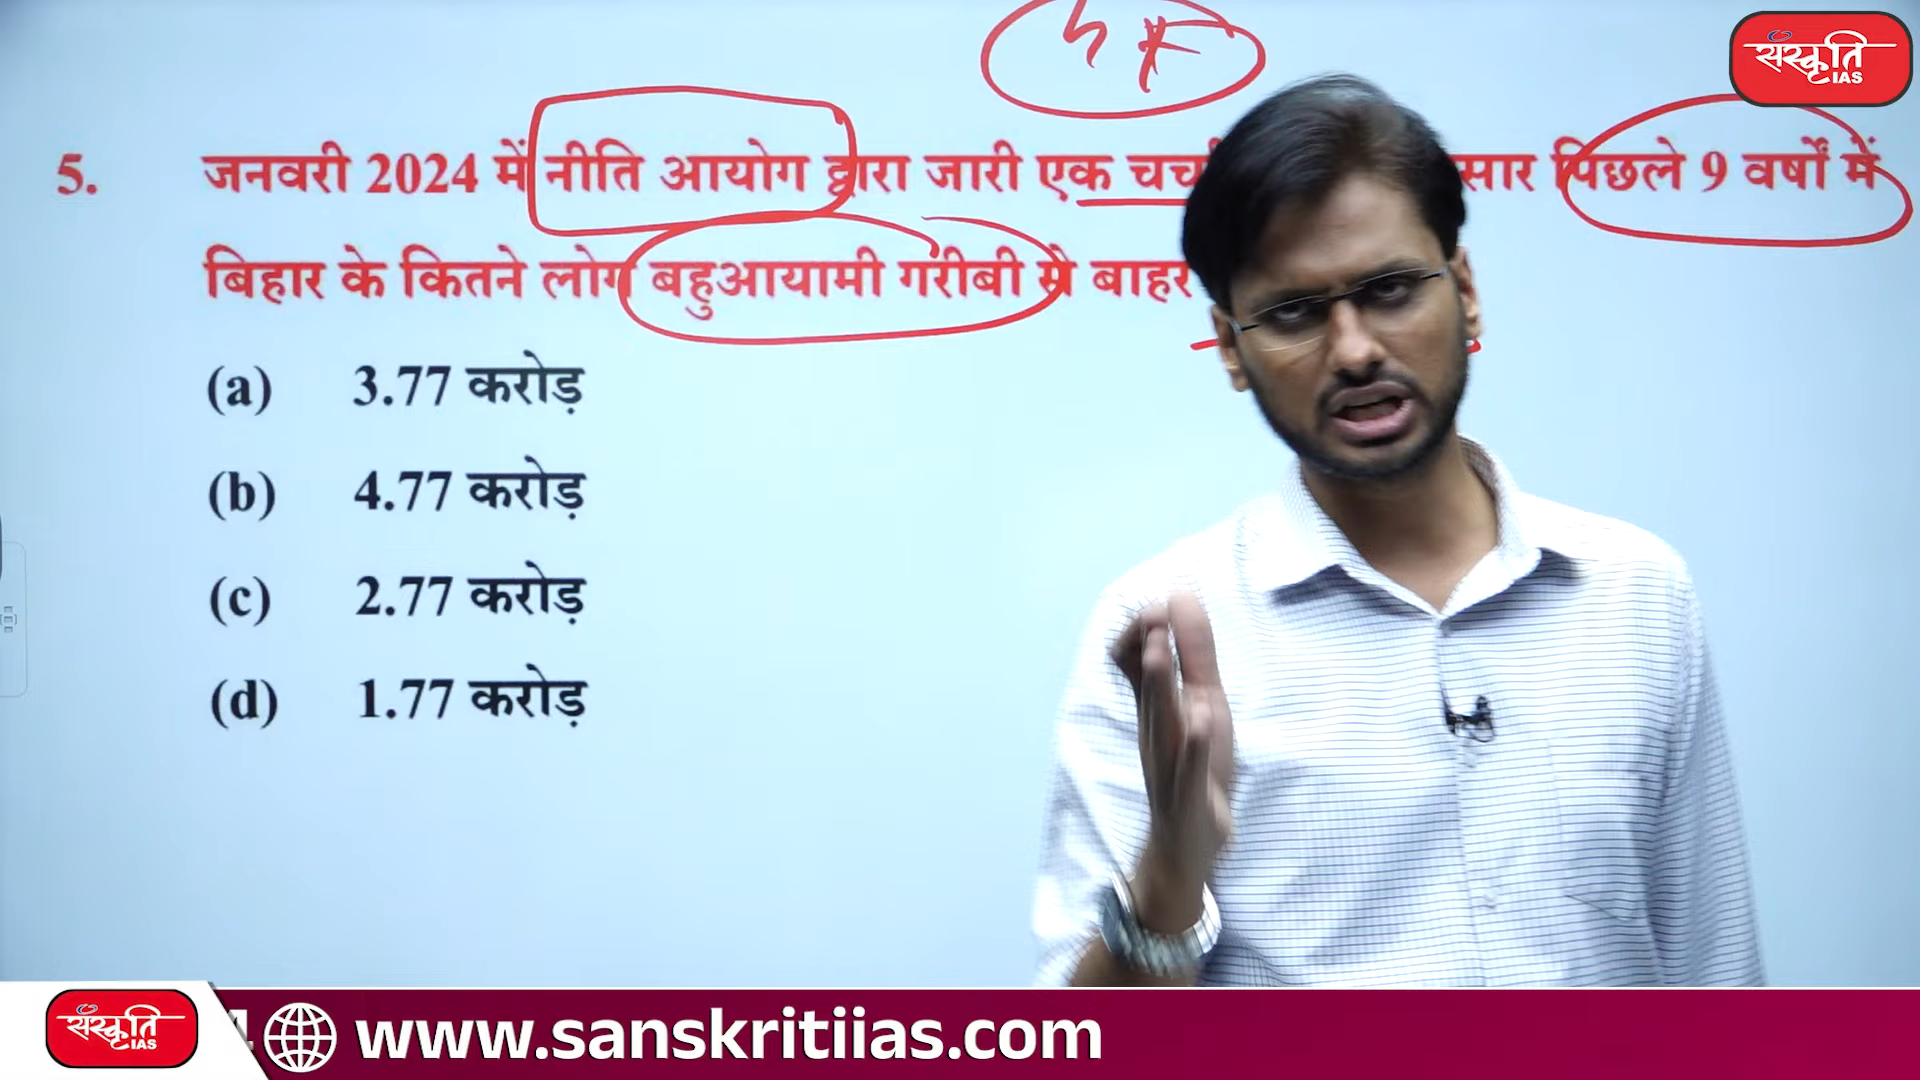 संस्कृति
IAS
5. जनवरी 2024 में नीति आयोग द्वारा जारी एक पिछले 9 वर्षों में
बिहार के कितने लोग बहुआयामी गरीबी से बाहर
(a) 3.77 करोड़
(b) 4.77 करोड़
(c) 2.77 करोड़
(d) 1.77 करोड़
संस्कृति
IAS
www.sanskritiias.com